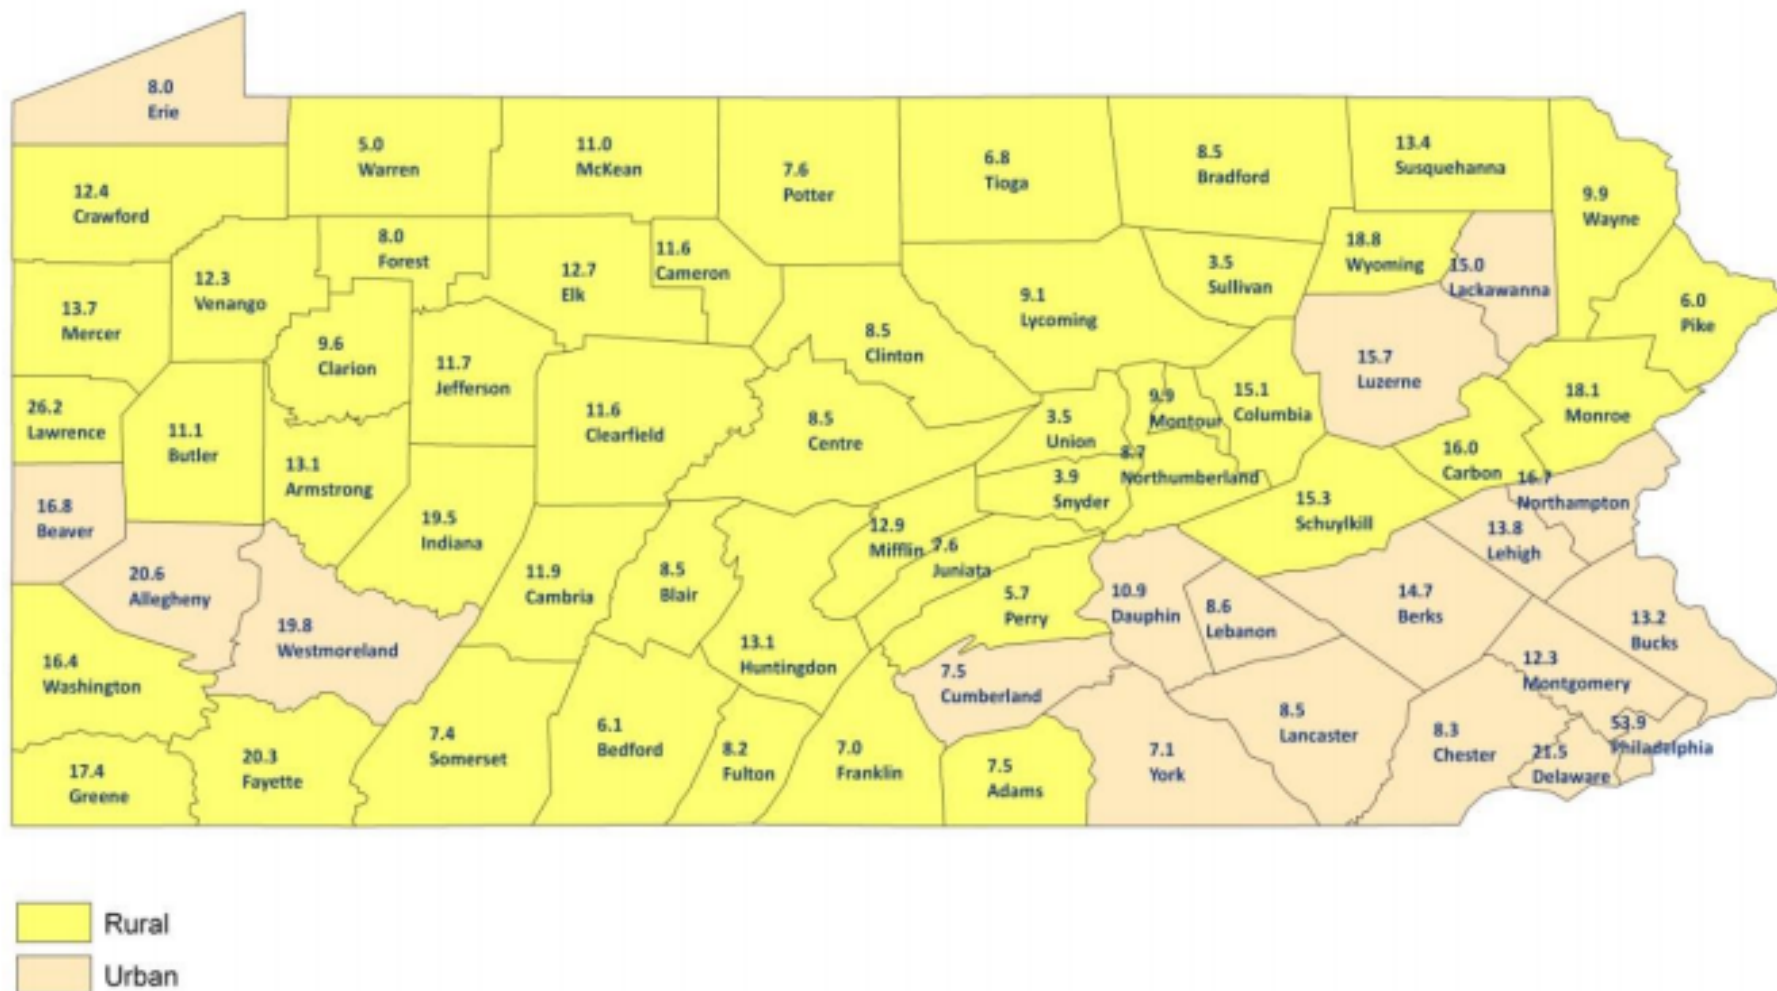 8.0
Erie
5.0
Warren
11.0
McKean
7.6
Potter
6.8
Tioga
8.5
Bradford
13.4
Susquehanna
9.9
Wayne
12.4
Crawford
12.3
Venango
8.0
Forest
12.7
Elk
11.6
Cameron
8.5
Clinton
9.1
Lycoming
3.5
Sullivan
18.8
Wyoming
15.0
Lackawanna
6.0
Pike
13.7
Mercer
9.6
Clarion
11.7
Jefferson
11.6
Clearfield
8.5
Centre
3.5
Union
9.9
Montour
15.1
Columbia
15.7
Luzerne
18.1
Monroe
26.2
Lawrence
11.1
Butler
13.1
Armstrong
3.9
Snyder
8.7
Northumberland
16.0
Carbon
16.7
Northampton
16.8
Beaver
19.5
Indiana
12.9
Mifflin
7.6
Juniata
15.3
Schuylkill
13.8
Lehigh
20.6
Allegheny
11.9
Cambria
8.5
Blair
5.7
Perry
10.9
Dauphin
8.6
Lebanon
14.7
Berks
13.2
Bucks
19.8
Westmoreland
13.1
Huntingdon
16.4
Washington
7.5
Cumberland
12.3
Montgomery
7.4
Somerset
6.1
Bedford
8.2
Fulton
7.0
Franklin
7.5
Adams
7.1
York
8.5
Lancaster
8.3
Chester
21.5
Delaware
53.9
Philadelphia
17.4
Greene
20.3
Fayette
Rural
Urban